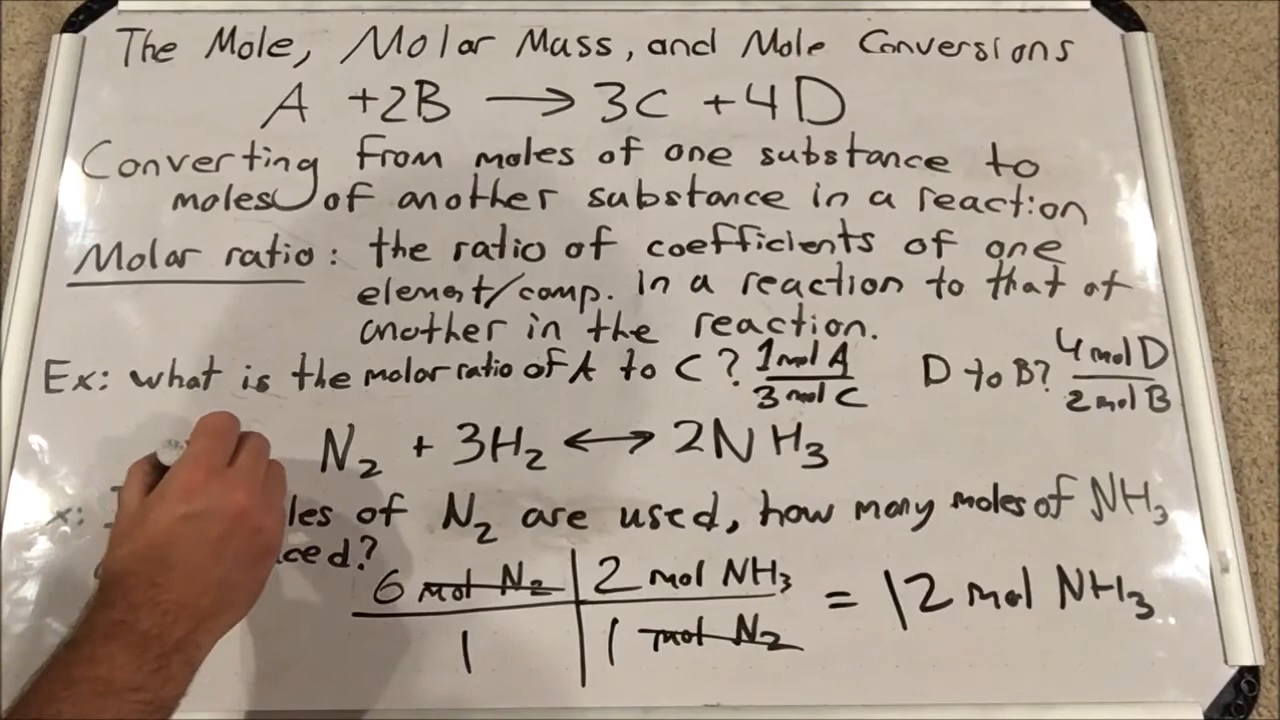 The Mole, Molar Mass, and Mole Conversions
A + 2B → 3C + 4D
Converting from moles of one substance to
moles of another substance in a reaction
Molar ratio: the ratio of coefficients of one
element/comp. in a reaction to that of
another in the reaction.
Ex: what is the molar ratio of A to C? 1 mol A / 3 mol C D to B? 4 mol D / 2 mol B
N₂ + 3H₂ ↔ 2NH₃
of N₂ are used, how many moles of NH₃
6 mol N₂ | 2 mol NH₃ = 12 mol NH₃
1 | 1 mol N₂